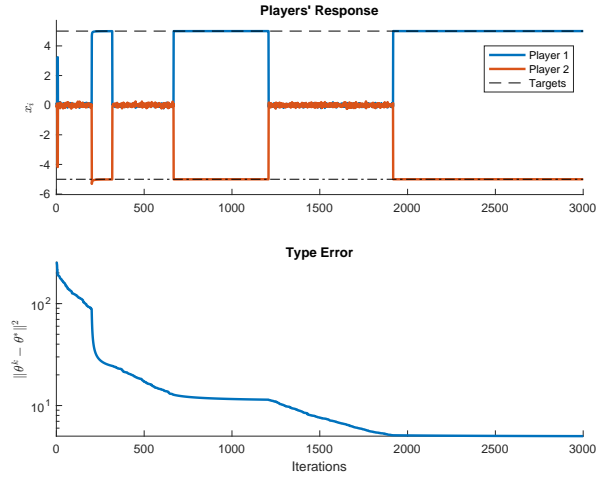 Players' Response
4
2
0
-2
-4
-6
x_i
Player 1
Player 2
Targets
0 500 1000 1500 2000 2500 3000
Type Error
10^2
10^1
||θ^k − θ*||^2
0 500 1000 1500 2000 2500 3000
Iterations